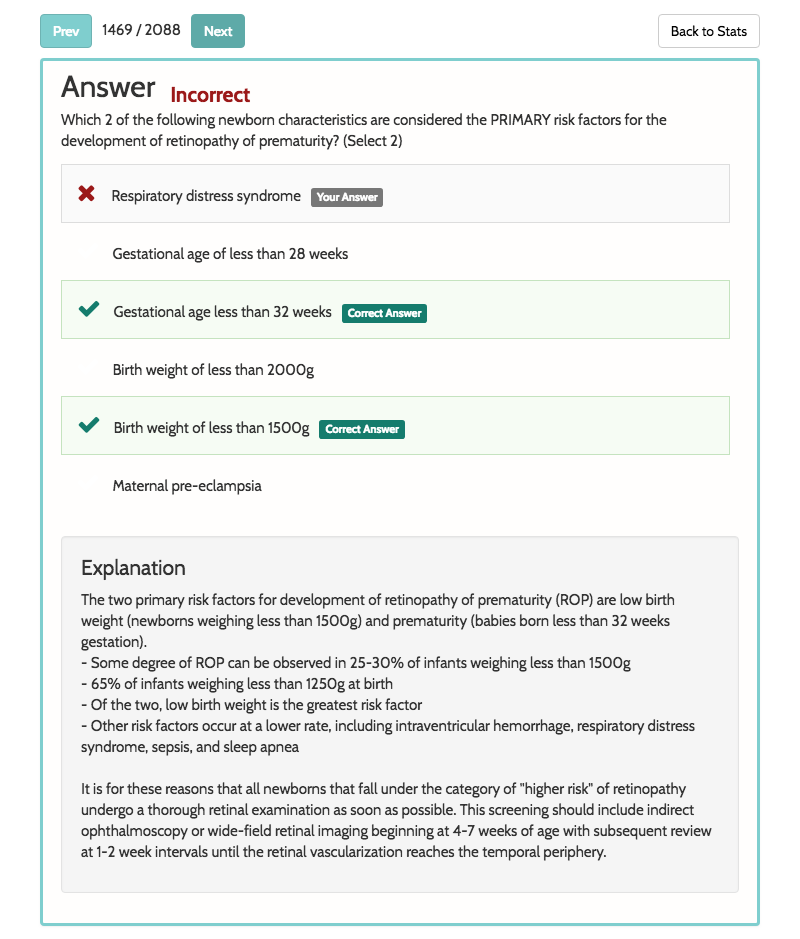 Prev 1469 / 2088 Next Back to Stats
Answer Incorrect
Which 2 of the following newborn characteristics are considered the PRIMARY risk factors for the
development of retinopathy of prematurity? (Select 2)
Respiratory distress syndrome Your Answer
Gestational age of less than 28 weeks
Gestational age less than 32 weeks Correct Answer
Birth weight of less than 2000g
Birth weight of less than 1500g Correct Answer
Maternal pre-eclampsia
Explanation
The two primary risk factors for development of retinopathy of prematurity (ROP) are low birth
weight (newborns weighing less than 1500g) and prematurity (babies born less than 32 weeks
gestation).
- Some degree of ROP can be observed in 25-30% of infants weighing less than 1500g
- 65% of infants weighing less than 1250g at birth
- Of the two, low birth weight is the greatest risk factor
- Other risk factors occur at a lower rate, including intraventricular hemorrhage, respiratory distress
syndrome, sepsis, and sleep apnea
It is for these reasons that all newborns that fall under the category of "higher risk" of retinopathy
undergo a thorough retinal examination as soon as possible. This screening should include indirect
ophthalmoscopy or wide-field retinal imaging beginning at 4-7 weeks of age with subsequent review
at 1-2 week intervals until the retinal vascularization reaches the temporal periphery.